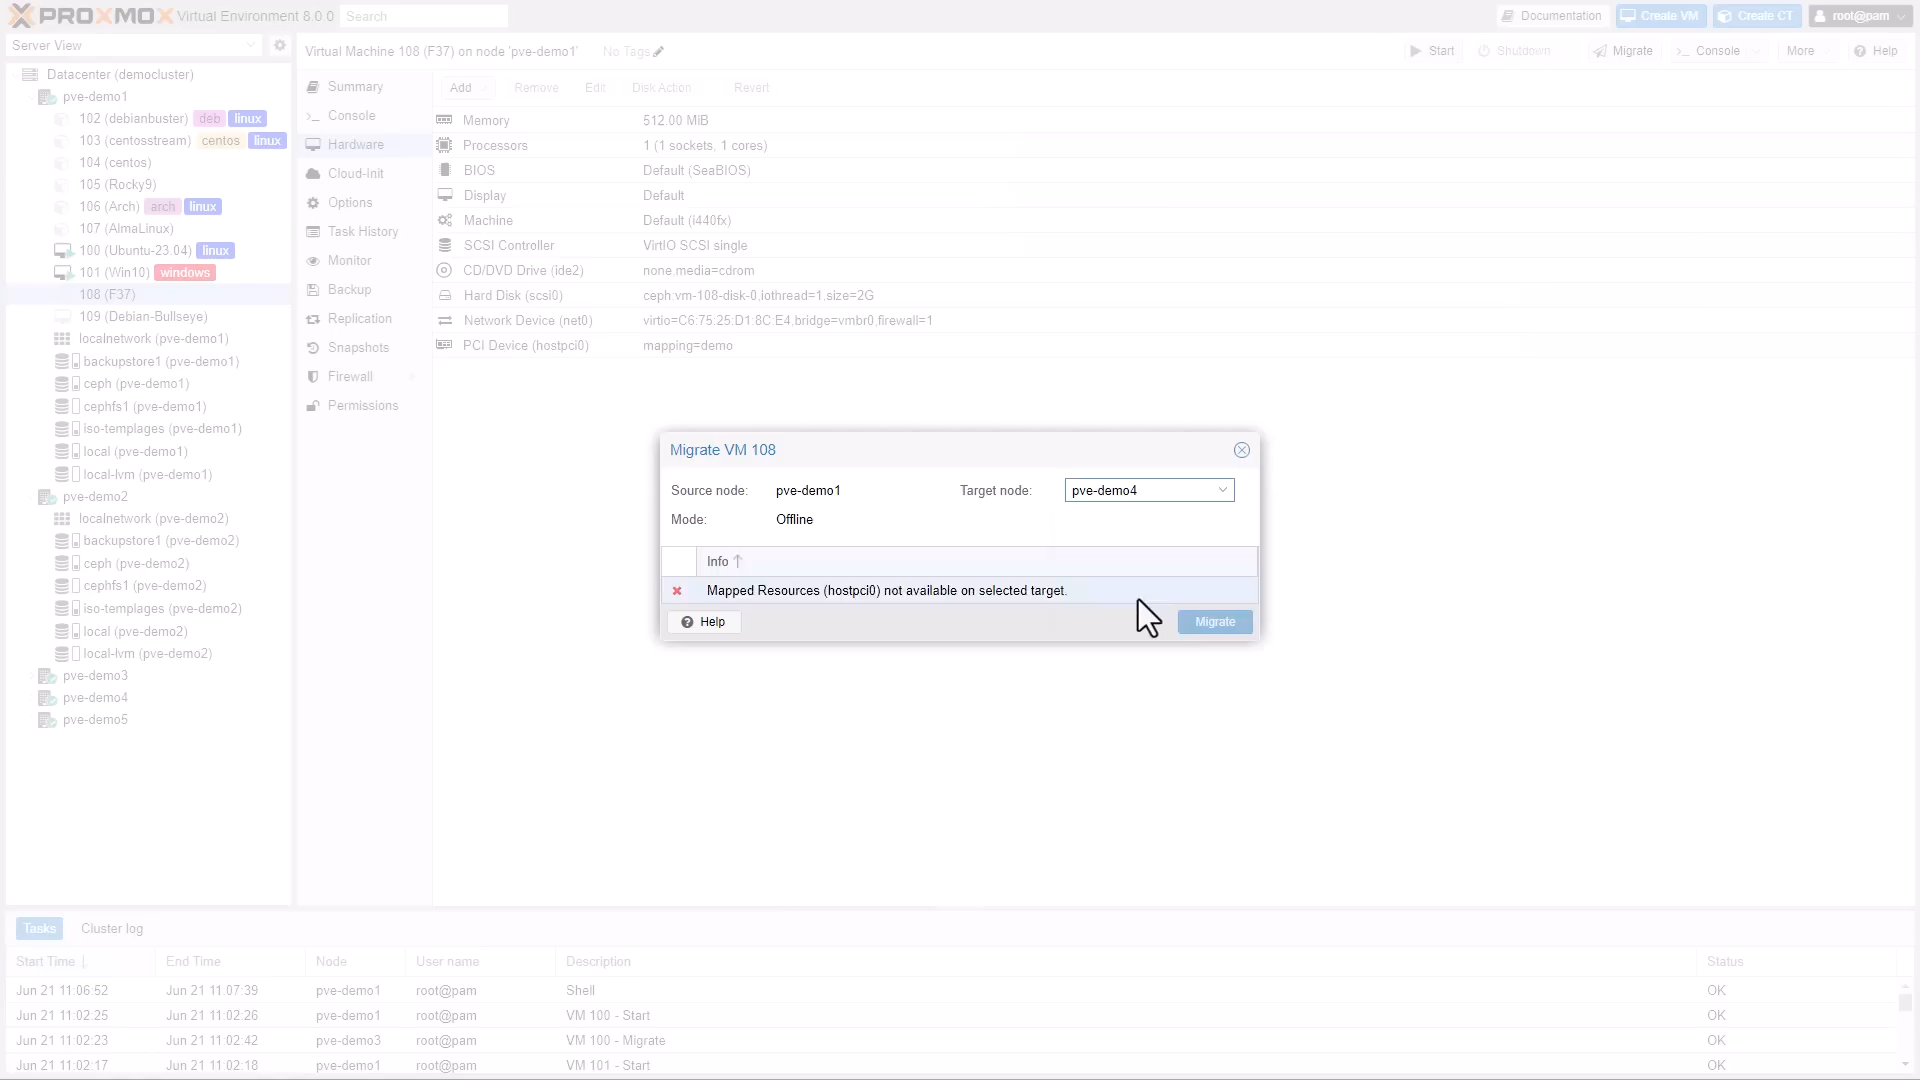 PROXMOX Virtual Environment 8.0.0 Search Documentation Create VM Create CT root@pam
Server View
Virtual Machine 108 (F37) on node 'pve-demo1' No Tags Start Shutdown Migrate >_ Console More Help
Datacenter (democluster)
pve-demo1
102 (debianbuster) deb linux
103 (centosstream) centos linux
104 (centos)
105 (Rocky9)
106 (Arch) arch linux
107 (AlmaLinux)
100 (Ubuntu-23.04) linux
101 (Win10) windows
108 (F37)
109 (Debian-Bullseye)
localnetwork (pve-demo1)
backupstore1 (pve-demo1)
ceph (pve-demo1)
cephfs1 (pve-demo1)
iso-templages (pve-demo1)
local (pve-demo1)
local-lvm (pve-demo1)
pve-demo2
localnetwork (pve-demo2)
backupstore1 (pve-demo2)
ceph (pve-demo2)
cephfs1 (pve-demo2)
iso-templages (pve-demo2)
local (pve-demo2)
local-lvm (pve-demo2)
pve-demo3
pve-demo4
pve-demo5
Summary
>_ Console
Hardware
Cloud-Init
Options
Task History
Monitor
Backup
Replication
Snapshots
Firewall
Permissions
Add Remove Edit Disk Action Revert
Memory 512.00 MiB
Processors 1 (1 sockets, 1 cores)
BIOS Default (SeaBIOS)
Display Default
Machine Default (i440fx)
SCSI Controller VirtIO SCSI single
CD/DVD Drive (ide2) none,media=cdrom
Hard Disk (scsi0) ceph:vm-108-disk-0,iothread=1,size=2G
Network Device (net0) virtio=C6:75:25:D1:8C:E4,bridge=vmbr0,firewall=1
PCI Device (hostpci0) mapping=demo
Migrate VM 108
Source node: pve-demo1 Target node: pve-demo4
Mode: Offline
Info
Mapped Resources (hostpci0) not available on selected target.
Help Migrate
Tasks Cluster log
Start Time End Time Node User name Description Status
Jun 21 11:06:52 Jun 21 11:07:39 pve-demo1 root@pam Shell OK
Jun 21 11:02:25 Jun 21 11:02:26 pve-demo1 root@pam VM 100 - Start OK
Jun 21 11:02:23 Jun 21 11:02:42 pve-demo3 root@pam VM 100 - Migrate OK
Jun 21 11:02:17 Jun 21 11:02:18 pve-demo1 root@pam VM 101 - Start OK